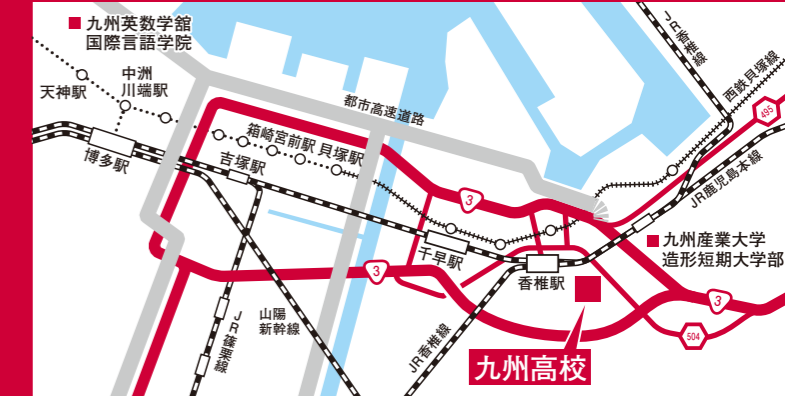 九州英数学舘
国際言語学院
天神駅
中洲
川端駅
博多駅
箱崎宮前駅
貝塚駅
吉塚駅
都市高速道路
JR香椎線
西鉄貝塚線
495
JR鹿児島本線
3
千早駅
香椎駅
九州産業大学
造形短期大学部
3
3
504
山陽
新幹線
JR篠栗線
JR香椎線
九州高校